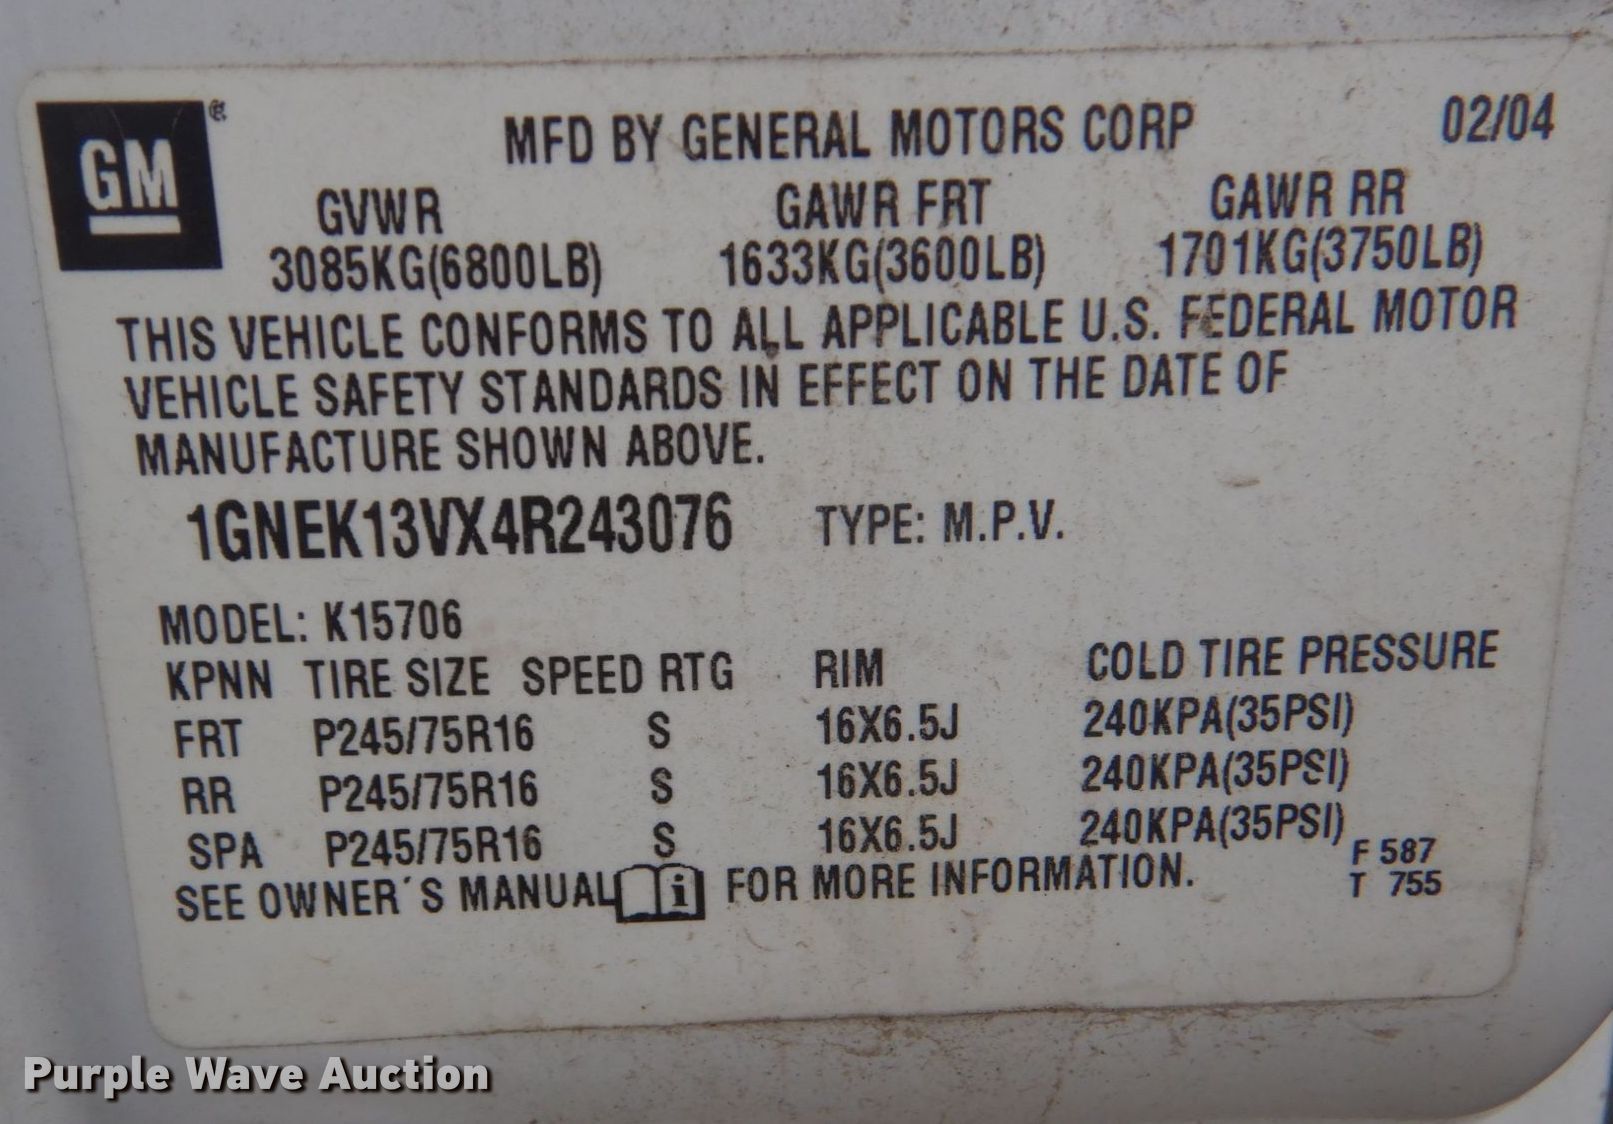 GM
MFD BY GENERAL MOTORS CORP 02/04
GVWR GAWR FRT GAWR RR
3085KG(6800LB) 1633KG(3600LB) 1701KG(3750LB)
THIS VEHICLE CONFORMS TO ALL APPLICABLE U.S. FEDERAL MOTOR
VEHICLE SAFETY STANDARDS IN EFFECT ON THE DATE OF
MANUFACTURE SHOWN ABOVE.
1GNEK13VX4R243076 TYPE: M.P.V.
MODEL: K15706
KPNN TIRE SIZE SPEED RTG RIM COLD TIRE PRESSURE
FRT P245/75R16 S 16X6.5J 240KPA(35PSI)
RR P245/75R16 S 16X6.5J 240KPA(35PSI)
SPA P245/75R16 S 16X6.5J 240KPA(35PSI)
F 587
SEE OWNER´S MANUAL i FOR MORE INFORMATION.
T 755
Purple Wave Auction